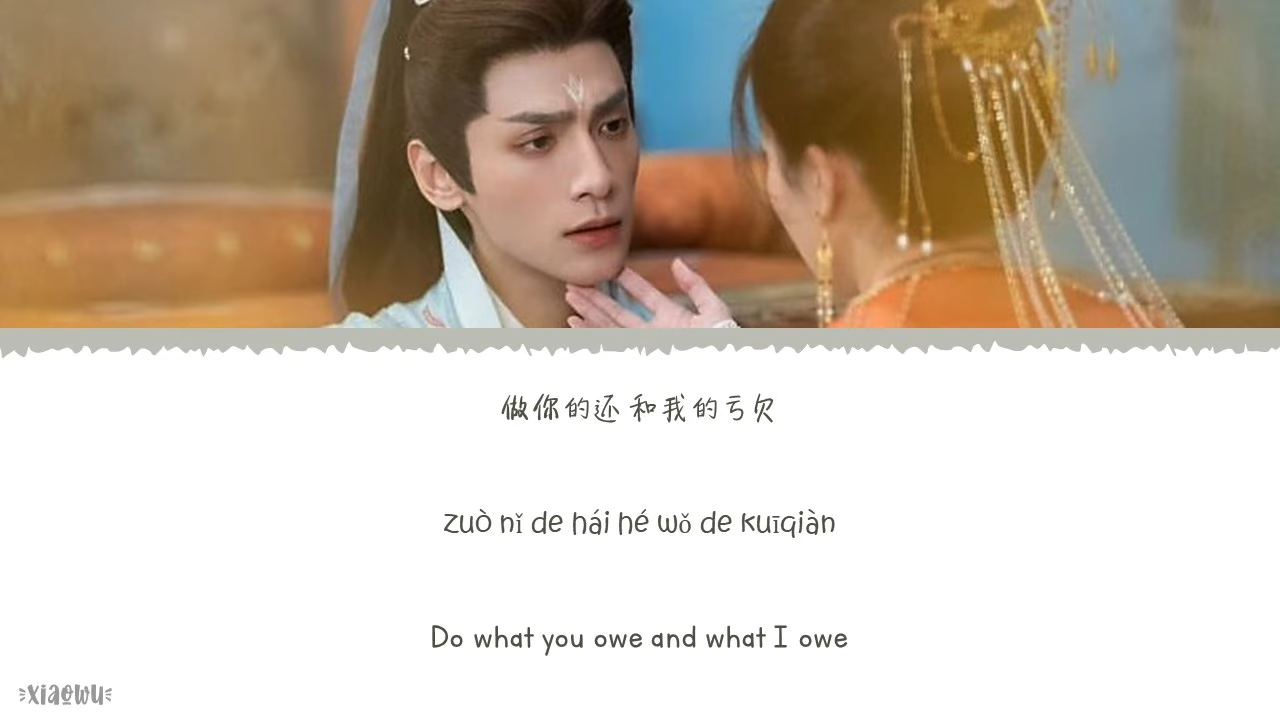 做你的还 和我的亏欠
zuò nǐ de hái hé wǒ de kuīqiàn
Do what you owe and what I owe
xiaowu